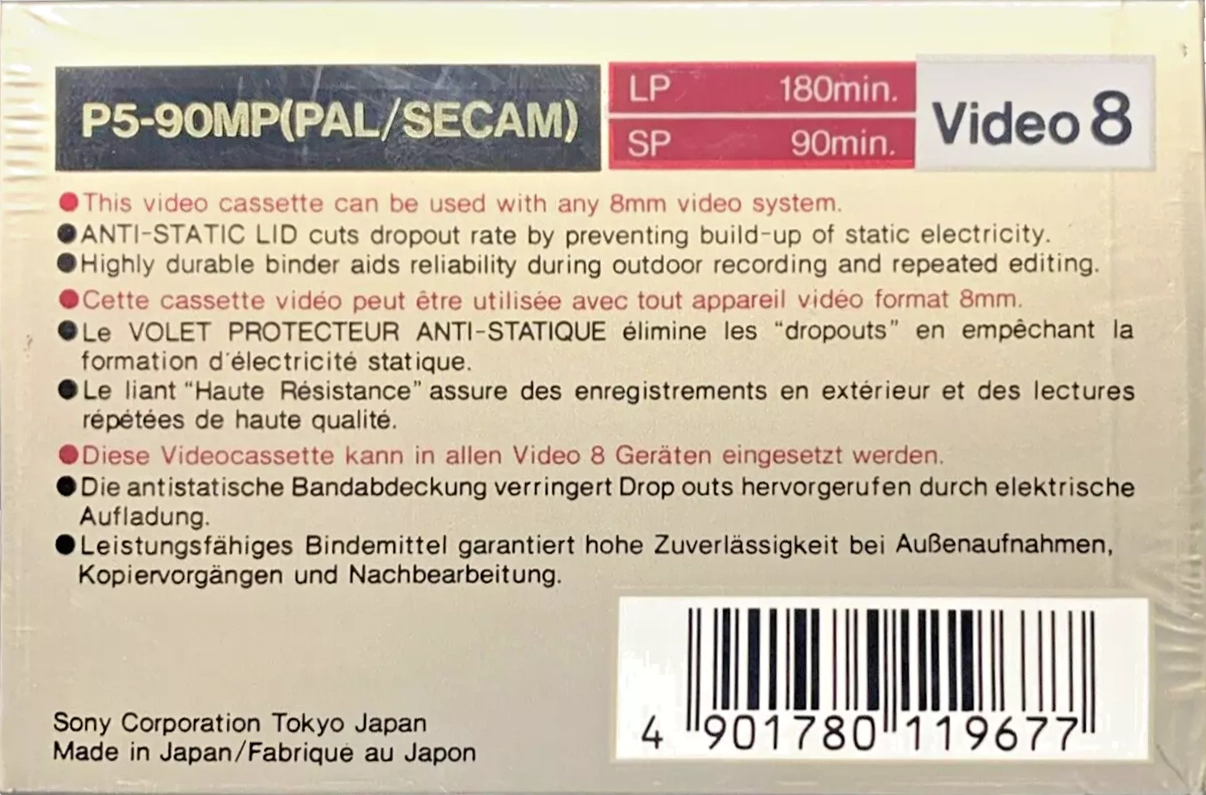 P5-90MP(PAL/SECAM)
LP 180min.
SP 90min.
Video 8
●This video cassette can be used with any 8mm video system.
●ANTI-STATIC LID cuts dropout rate by preventing build-up of static electricity.
●Highly durable binder aids reliability during outdoor recording and repeated editing.
●Cette cassette vidéo peut être utilisée avec tout appareil vidéo format 8mm.
●Le VOLET PROTECTEUR ANTI-STATIQUE élimine les "dropouts" en empêchant la
formation d'électricité statique.
●Le liant "Haute Résistance" assure des enregistrements en extérieur et des lectures
répétées de haute qualité.
●Diese Videocassette kann in allen Video 8 Geräten eingesetzt werden.
●Die antistatische Bandabdeckung verringert Drop outs hervorgerufen durch elektrische
Aufladung.
●Leistungsfähiges Bindemittel garantiert hohe Zuverlässigkeit bei Außenaufnahmen,
Kopiervorgängen und Nachbearbeitung.
Sony Corporation Tokyo Japan
Made in Japan/Fabriqué au Japon
4 901780 119677